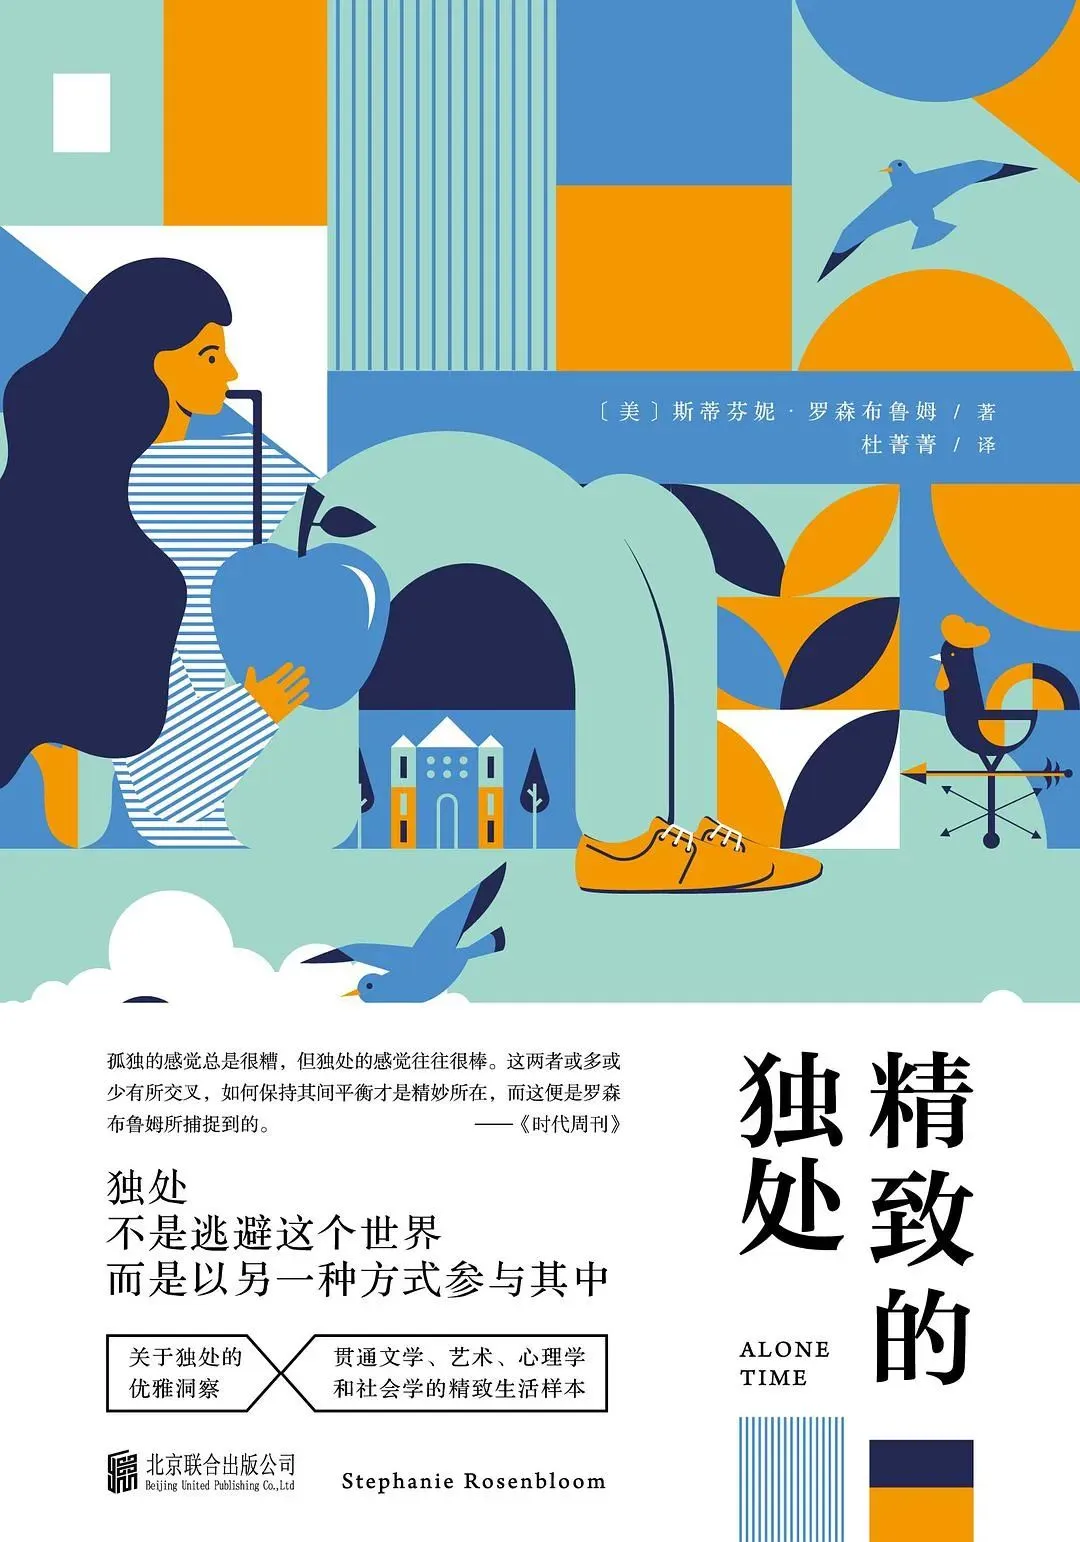 〔美〕斯蒂芬妮·罗森布鲁姆 / 著
杜菁菁 / 译
精致的
独处
ALONE
TIME
孤独的感觉总是很糟，但独处的感觉往往很棒。这两者或多或
少有所交叉，如何保持其间平衡才是精妙所在，而这便是罗森
布鲁姆所捕捉到的。 ——《时代周刊》
独处
不是逃避这个世界
而是以另一种方式参与其中
关于独处的
优雅洞察
贯通文学、艺术、心理学
和社会学的精致生活样本
北京联合出版公司
Beijing United Publishing Co.,Ltd
Stephanie Rosenbloom